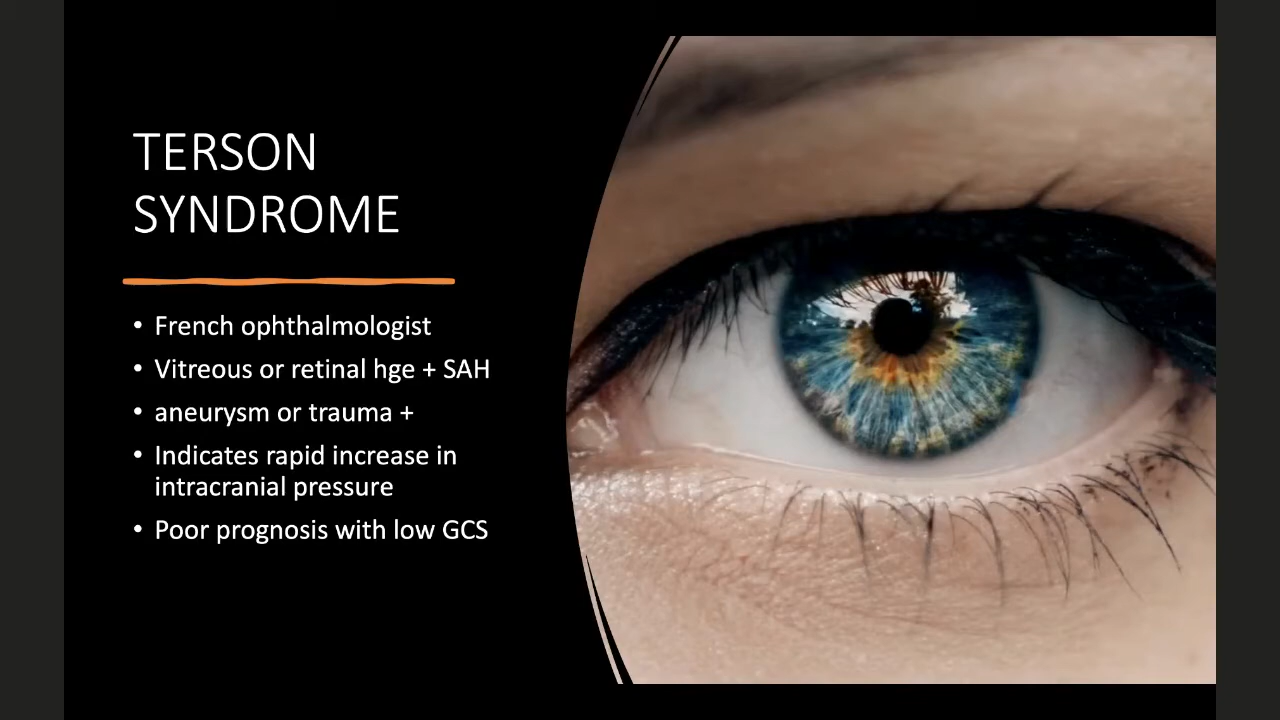 TERSON
SYNDROME
• French ophthalmologist
• Vitreous or retinal hge + SAH
• aneurysm or trauma +
• Indicates rapid increase in
intracranial pressure
• Poor prognosis with low GCS